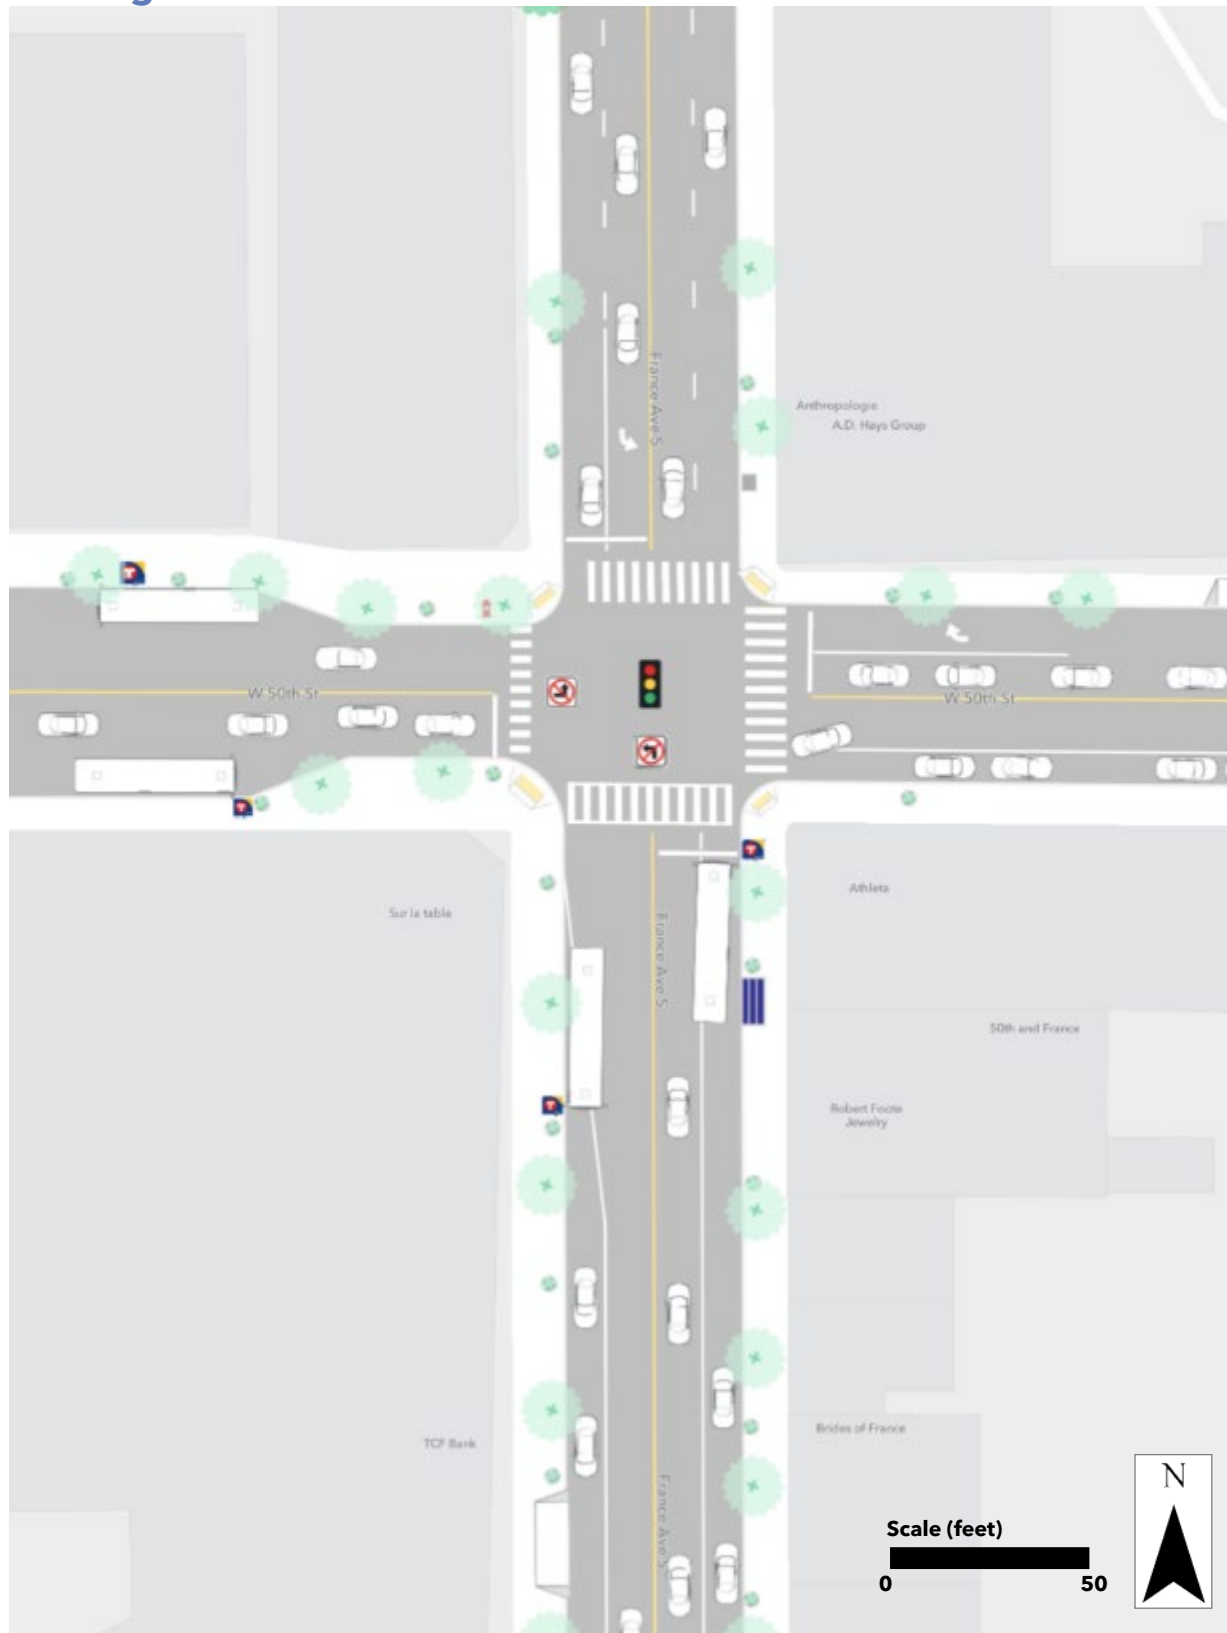 France Ave S
Anthropologie
A.D. Hays Group
W 50th St
W 50th St
Athleta
Sur la table
France Ave S
50th and France
Robert Foote
Jewelry
Brides of France
TCF Bank
France Ave S
N
Scale (feet)
0 50